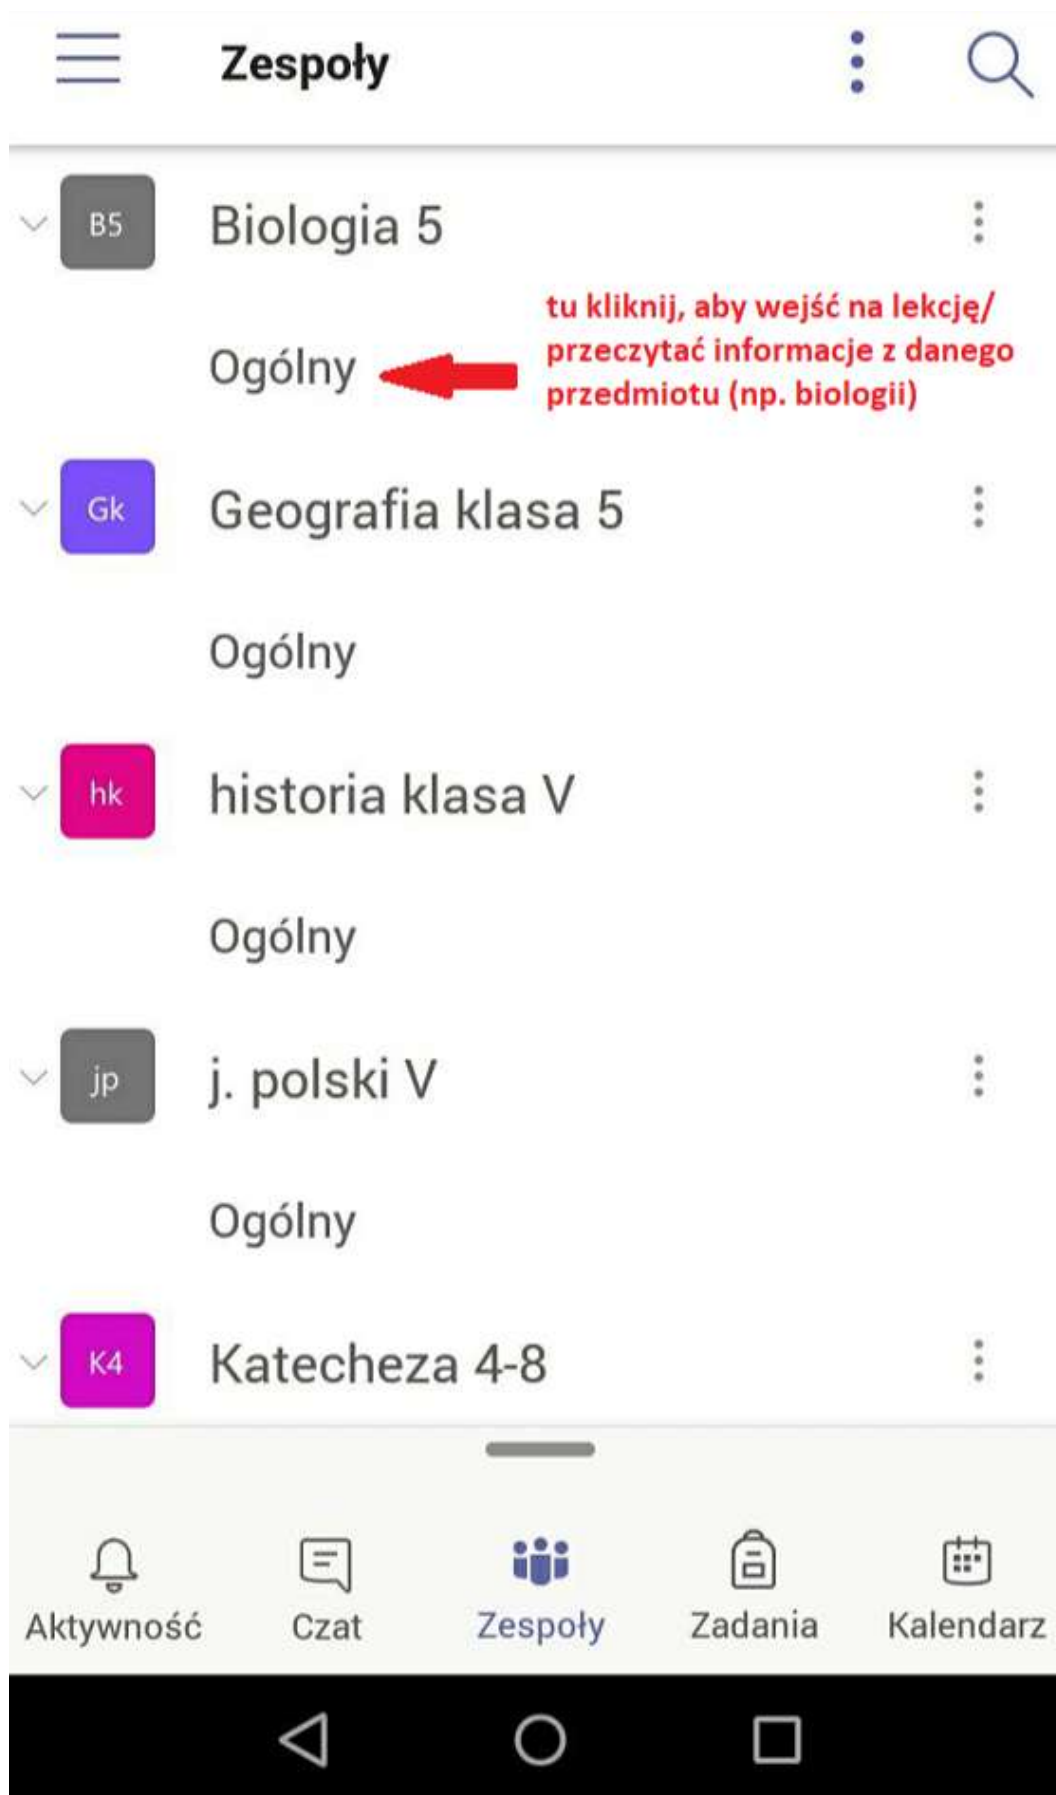 Zespoły
B5
Biologia 5
tu kliknij, aby wejść na lekcję/
przeczytać informacje z danego
przedmiotu (np. biologii)
Ogólny
Gk
Geografia klasa 5
Ogólny
hk
historia klasa V
Ogólny
jp
j. polski V
Ogólny
K4
Katecheza 4-8
Aktywność
Czat
Zespoły
Zadania
Kalendarz